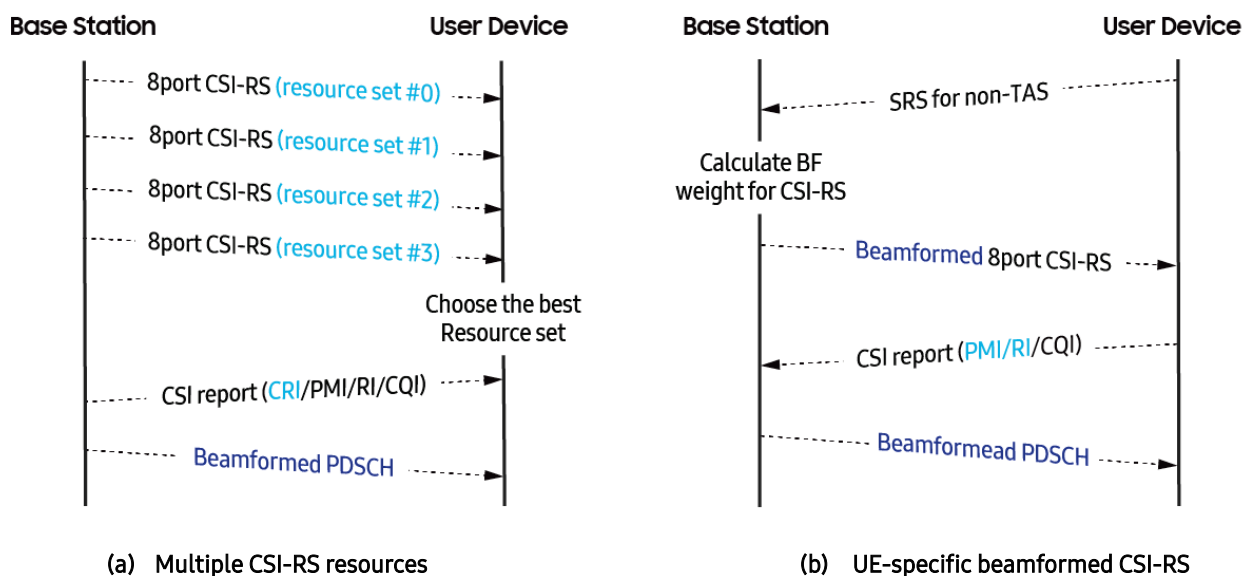 Base Station
User Device
8port CSI-RS (resource set #0)
8port CSI-RS (resource set #1)
8port CSI-RS (resource set #2)
8port CSI-RS (resource set #3)
Choose the best
Resource set
CSI report (CRI/PMI/RI/CQI)
Beamformed PDSCH
(a) Multiple CSI-RS resources
Base Station
User Device
SRS for non-TAS
Calculate BF
weight for CSI-RS
Beamformed 8port CSI-RS
CSI report (PMI/RI/CQI)
Beamformead PDSCH
(b) UE-specific beamformed CSI-RS